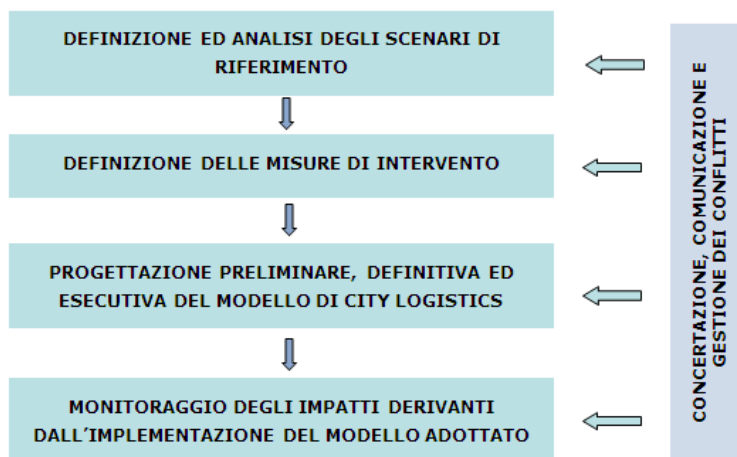 DEFINIZIONE ED ANALISI DEGLI SCENARI DI
RIFERIMENTO
DEFINIZIONE DELLE MISURE DI INTERVENTO
PROGETTAZIONE PRELIMINARE, DEFINITIVA ED
ESECUTIVA DEL MODELLO DI CITY LOGISTICS
MONITORAGGIO DEGLI IMPATTI DERIVANTI
DALL´IMPLEMENTAZIONE DEL MODELLO ADOTTATO
CONCERTAZIONE, COMUNICAZIONE E
GESTIONE DEI CONFLITTI